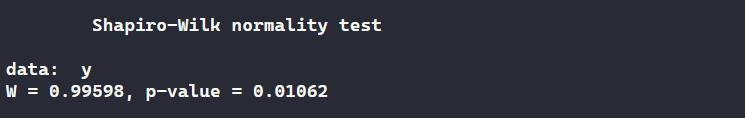 Shapiro-Wilk normality test
data:  y
W = 0.99598, p-value = 0.01062